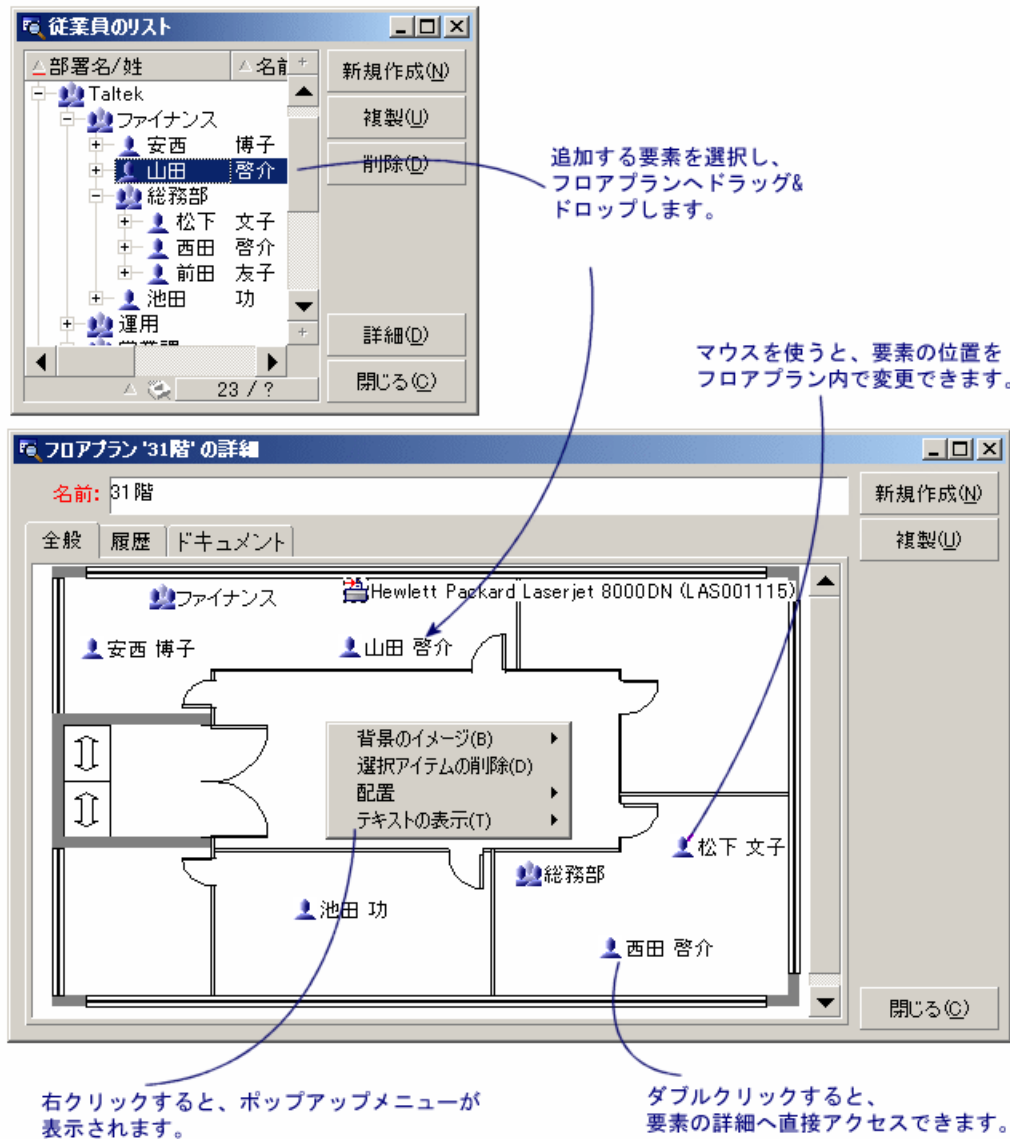 従業員のリスト
部署名/姓 名前
Taltek
ファイナンス
安西 博子
山田 啓介
総務部
松下 文子
西田 啓介
前田 友子
池田 功
運用
23 / ?
新規作成(N)
複製(U)
削除(D)
詳細(D)
閉じる(C)
追加する要素を選択し、
フロアプランへドラッグ&
ドロップします。
マウスを使うと、要素の位置を
フロアプラン内で変更できます。
フロアプラン '31階' の詳細
名前: 31階
新規作成(N)
複製(U)
全般 履歴 ドキュメント
ファイナンス
Hewlett Packard Laserjet 8000DN (LAS001115)
安西 博子
山田 啓介
背景のイメージ(B)
選択アイテムの削除(D)
配置
テキストの表示(T)
松下 文子
総務部
池田 功
西田 啓介
閉じる(C)
右クリックすると、ポップアップメニューが
表示されます。
ダブルクリックすると、
要素の詳細へ直接アクセスできます。